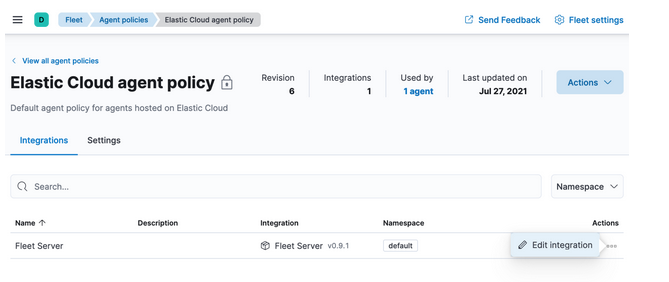 D Fleet Agent policies Elastic Cloud agent policy Send Feedback Fleet settings
View all agent policies
Elastic Cloud agent policy
Default agent policy for agents hosted on Elastic Cloud
Revision
6
Integrations
1
Used by
1 agent
Last updated on
Jul 27, 2021
Actions
Integrations Settings
Search... Namespace
Name Description Integration Namespace Actions
Fleet Server Fleet Server v0.9.1 default Edit integration